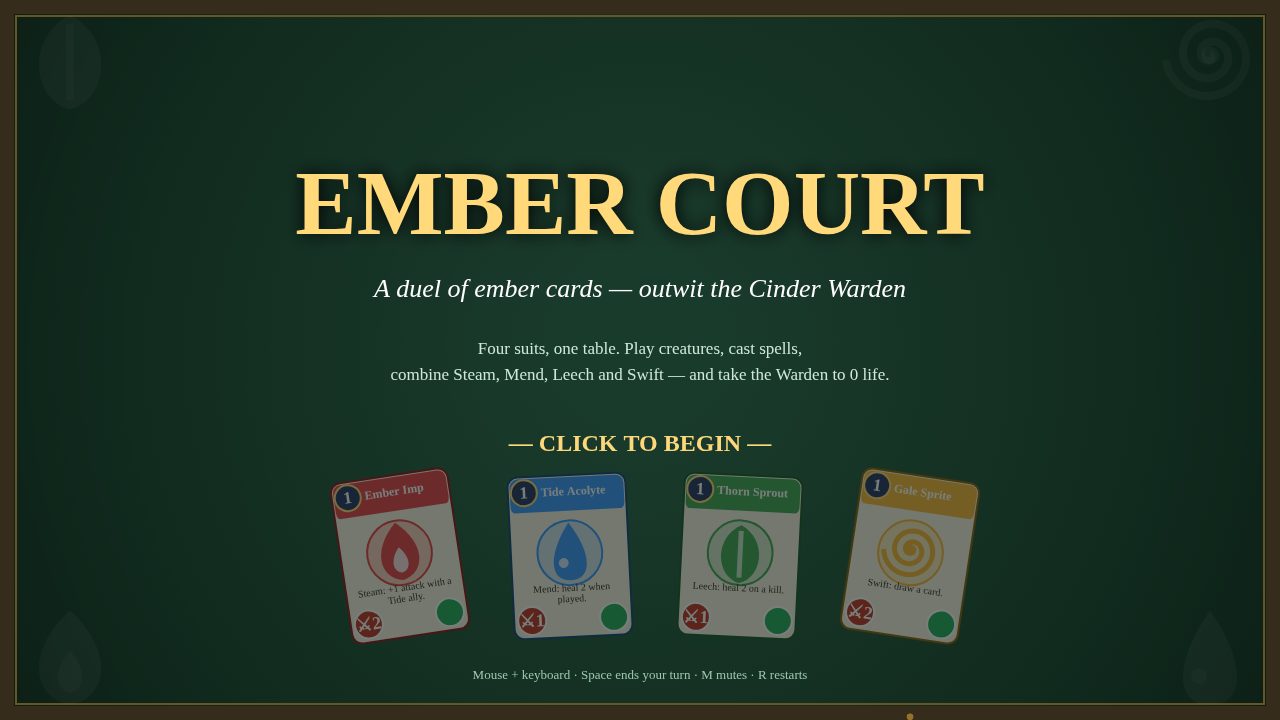 EMBER COURT
A duel of ember cards — outwit the Cinder Warden
Four suits, one table. Play creatures, cast spells,
combine Steam, Mend, Leech and Swift — and take the Warden to 0 life.
— CLICK TO BEGIN —
1 Ember Imp
Steam: +1 attack with a
Tide ally.
⚔2
1 Tide Acolyte
Mend: heal 2 when
played.
⚔1
1 Thorn Sprout
Leech: heal 2 on a kill.
⚔1
1 Gale Sprite
Swift: draw a card.
⚔2
Mouse + keyboard · Space ends your turn · M mutes · R restarts